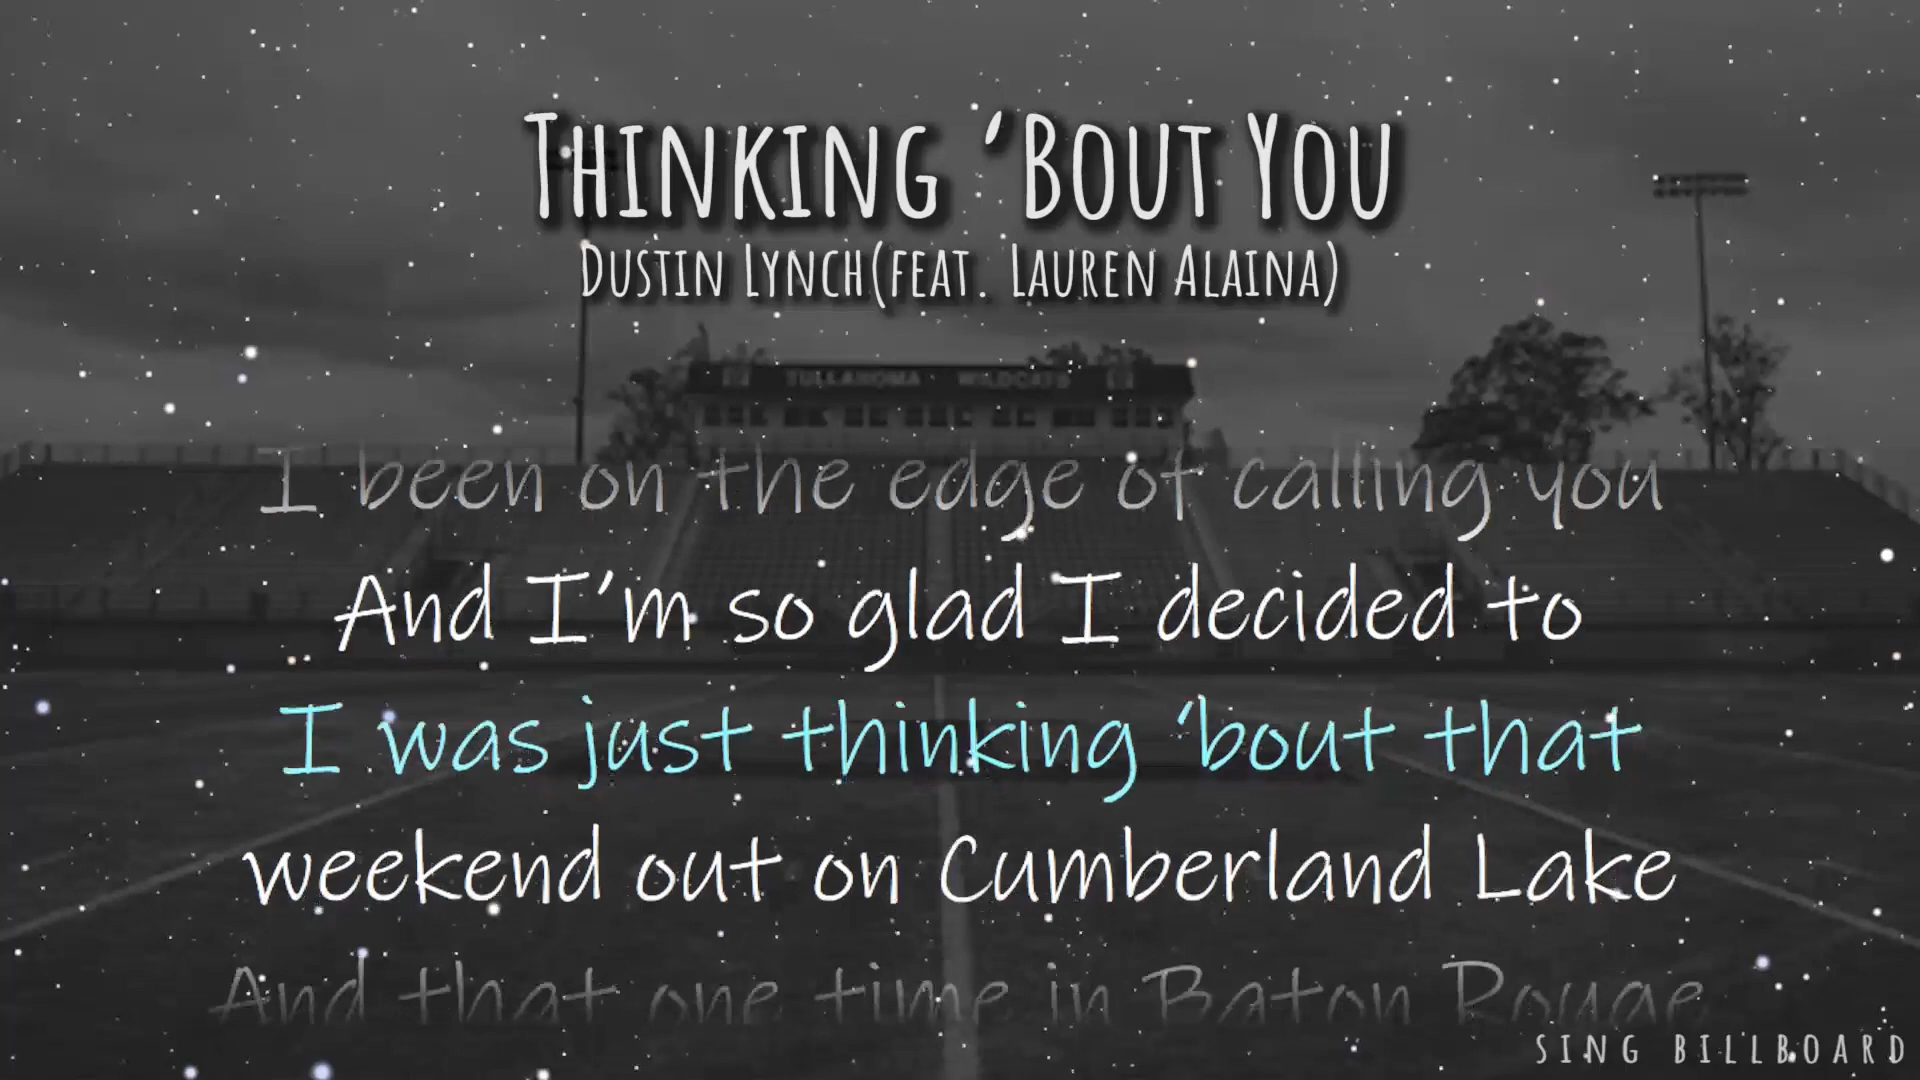 THINKING ‘BOUT YOU
DUSTIN LYNCH(FEAT. LAUREN ALAINA)
TULLAHOMA WILDCATS
I been on the edge of calling you
And I’m so glad I decided to
I was just thinking ‘bout that
weekend out on Cumberland Lake
And that one time in Baton Rouge
SING BILLBOARD